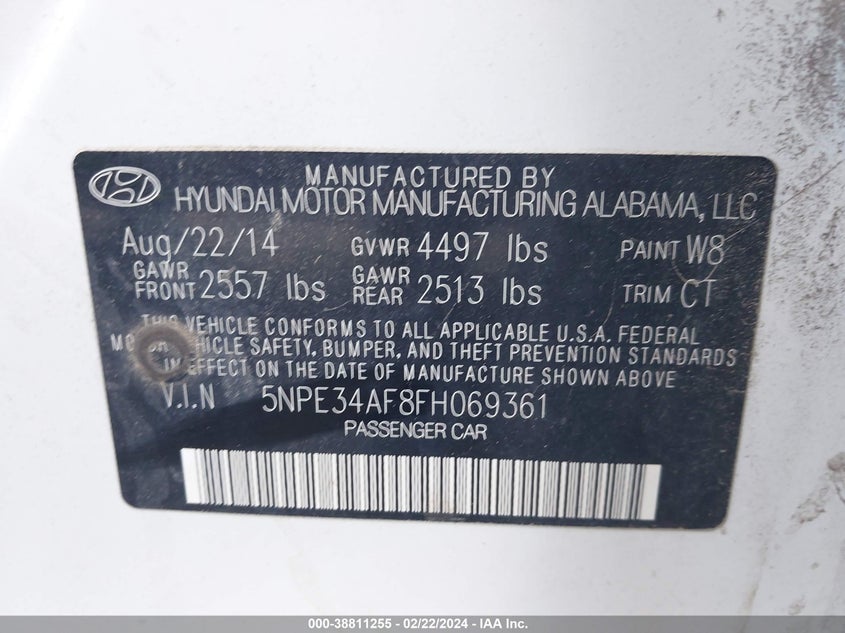 MANUFACTURED BY
HYUNDAI MOTOR MANUFACTURING ALABAMA, LLC
Aug/22/14 GVWR 4497 lbs PAINT W8
GAWR FRONT 2557 lbs GAWR REAR 2513 lbs TRIM CT
THIS VEHICLE CONFORMS TO ALL APPLICABLE U.S.A. FEDERAL
MOTOR VEHICLE SAFETY, BUMPER, AND THEFT PREVENTION STANDARDS
IN EFFECT ON THE DATE OF MANUFACTURE SHOWN ABOVE
V.I.N 5NPE34AF8FH069361
PASSENGER CAR
000-38811255 - 02/22/2024 - IAA Inc.